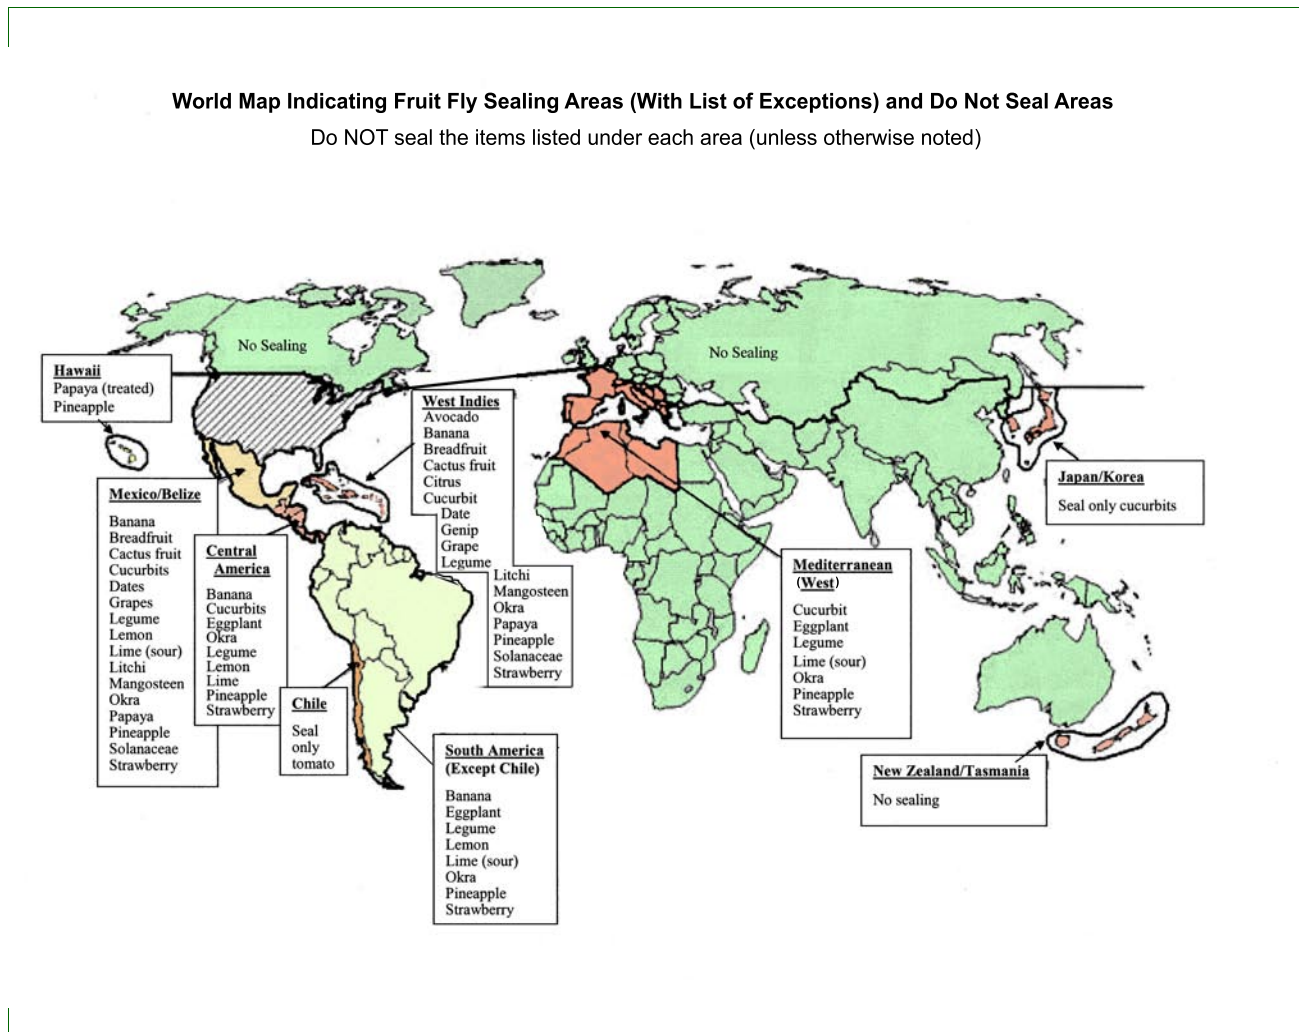 World Map Indicating Fruit Fly Sealing Areas (With List of Exceptions) and Do Not Seal Areas
Do NOT seal the items listed under each area (unless otherwise noted)
No Sealing
No Sealing
Hawaii
Papaya (treated)
Pineapple
West Indies
Avocado
Banana
Breadfruit
Cactus fruit
Citrus
Cucurbit
Date
Genip
Grape
Legume
Litchi
Mangosteen
Okra
Papaya
Pineapple
Solanaceae
Strawberry
Japan/Korea
Seal only cucurbits
Mexico/Belize
Banana
Breadfruit
Cactus fruit
Cucurbits
Dates
Grapes
Legume
Lemon
Lime (sour)
Litchi
Mangosteen
Okra
Papaya
Pineapple
Solanaceae
Strawberry
Central
America
Banana
Cucurbits
Eggplant
Okra
Legume
Lemon
Lime
Pineapple
Strawberry
Chile
Seal
only
tomato
South America
(Except Chile)
Banana
Eggplant
Legume
Lemon
Lime (sour)
Okra
Pineapple
Strawberry
Mediterranean
(West)
Cucurbit
Eggplant
Legume
Lime (sour)
Okra
Pineapple
Strawberry
New Zealand/Tasmania
No sealing